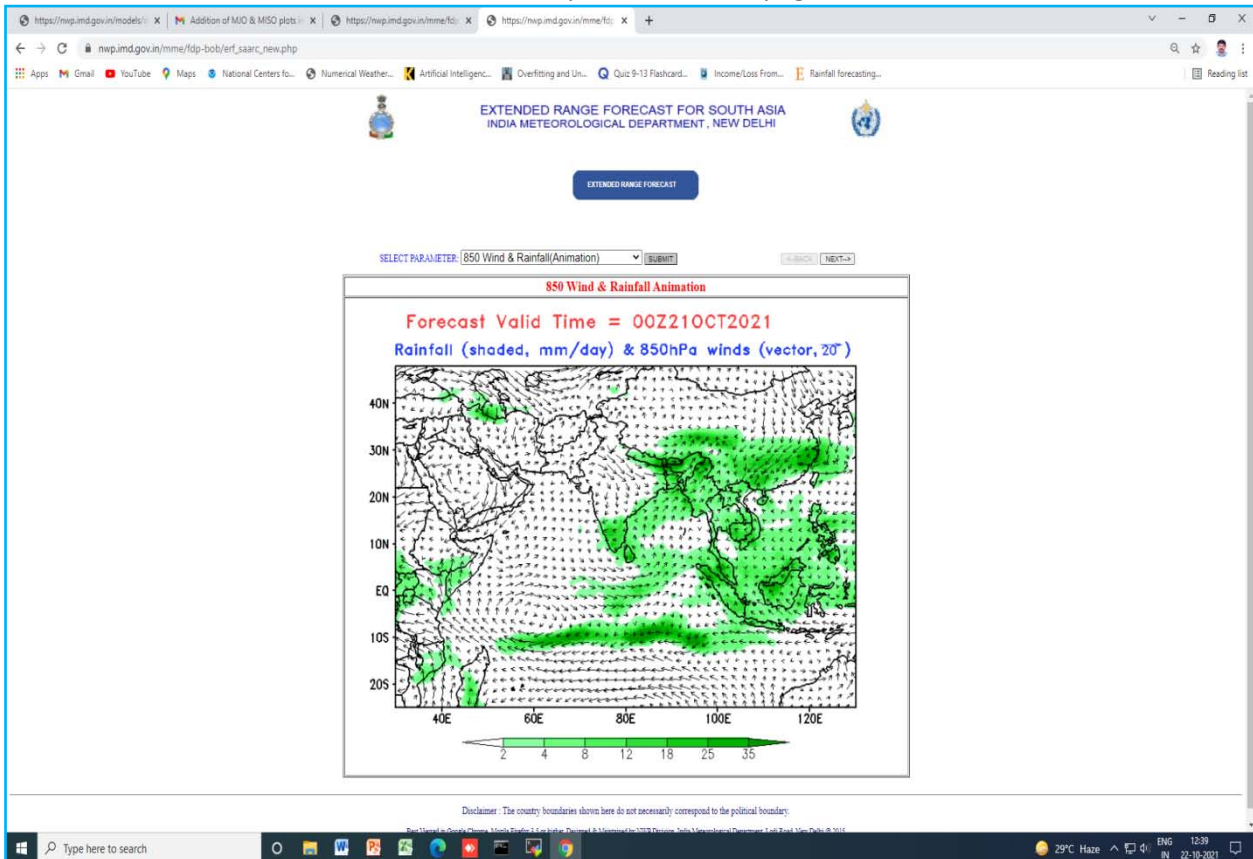 https://nwp.imd.gov.in/models/
Addition of MJO & MISO plots in
https://nwp.imd.gov.in/mme/fdp
https://nwp.imd.gov.in/mme/fdp
nwp.imd.gov.in/mme/fdp-bob/erf_saarc_new.php
Apps Gmail YouTube Maps National Centers fo... Numerical Weather... Artificial Intelligenc... Overfitting and Un... Quiz 9-13 Flashcard... Income/Loss From... Rainfall forecasting... Reading list
EXTENDED RANGE FORECAST FOR SOUTH ASIA
INDIA METEOROLOGICAL DEPARTMENT, NEW DELHI
EXTENDED RANGE FORECAST
SELECT PARAMETER: 850 Wind & Rainfall(Animation) SUBMIT <--BACK NEXT-->
850 Wind & Rainfall Animation
Forecast Valid Time = 00Z21OCT2021
Rainfall (shaded, mm/day) & 850hPa winds (vector, 20)
40N
30N
20N
10N
EQ
10S
20S
40E 60E 80E 100E 120E
2 4 8 12 18 25 35
Disclaimer : The country boundaries shown here do not necessarily correspond to the political boundary.
Type here to search
29°C Haze ENG 12:39
IN 22-10-2021